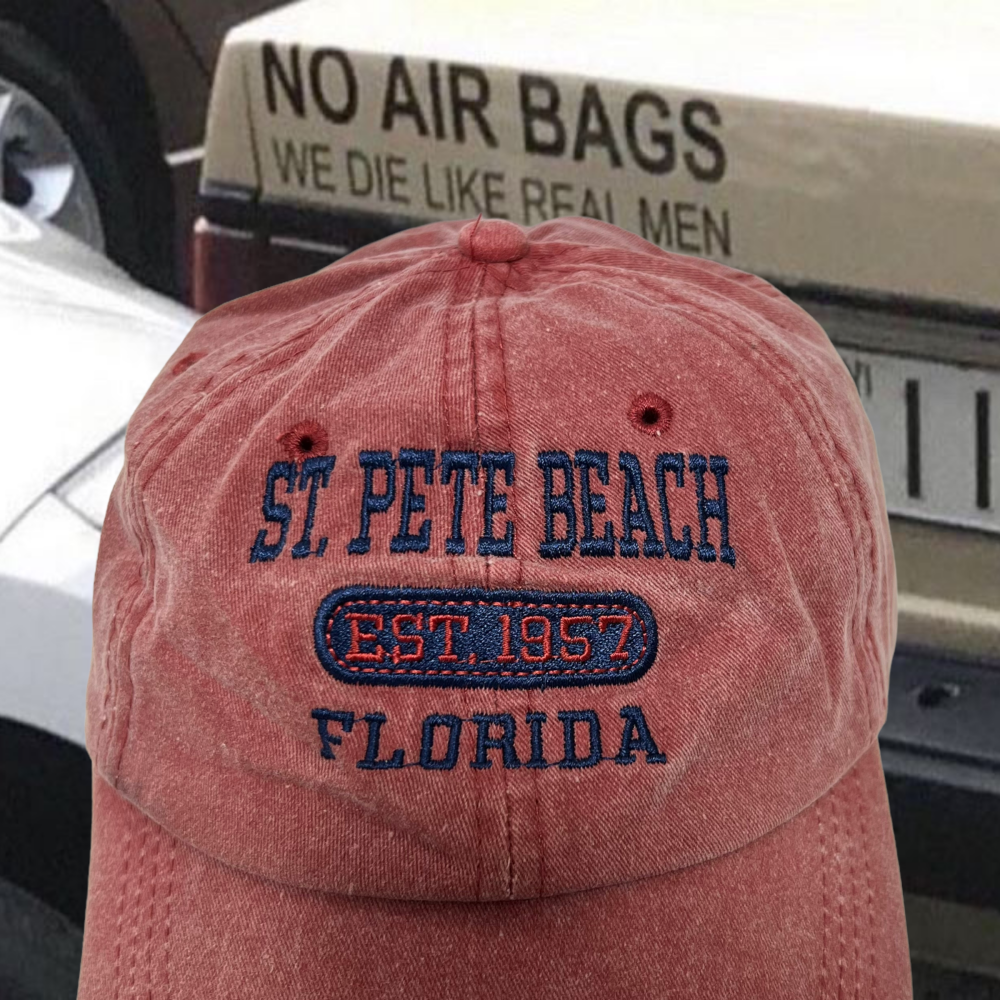 NO AIR BAGS
WE DIE LIKE REAL MEN
ST. PETE BEACH
EST. 1957
FLORIDA